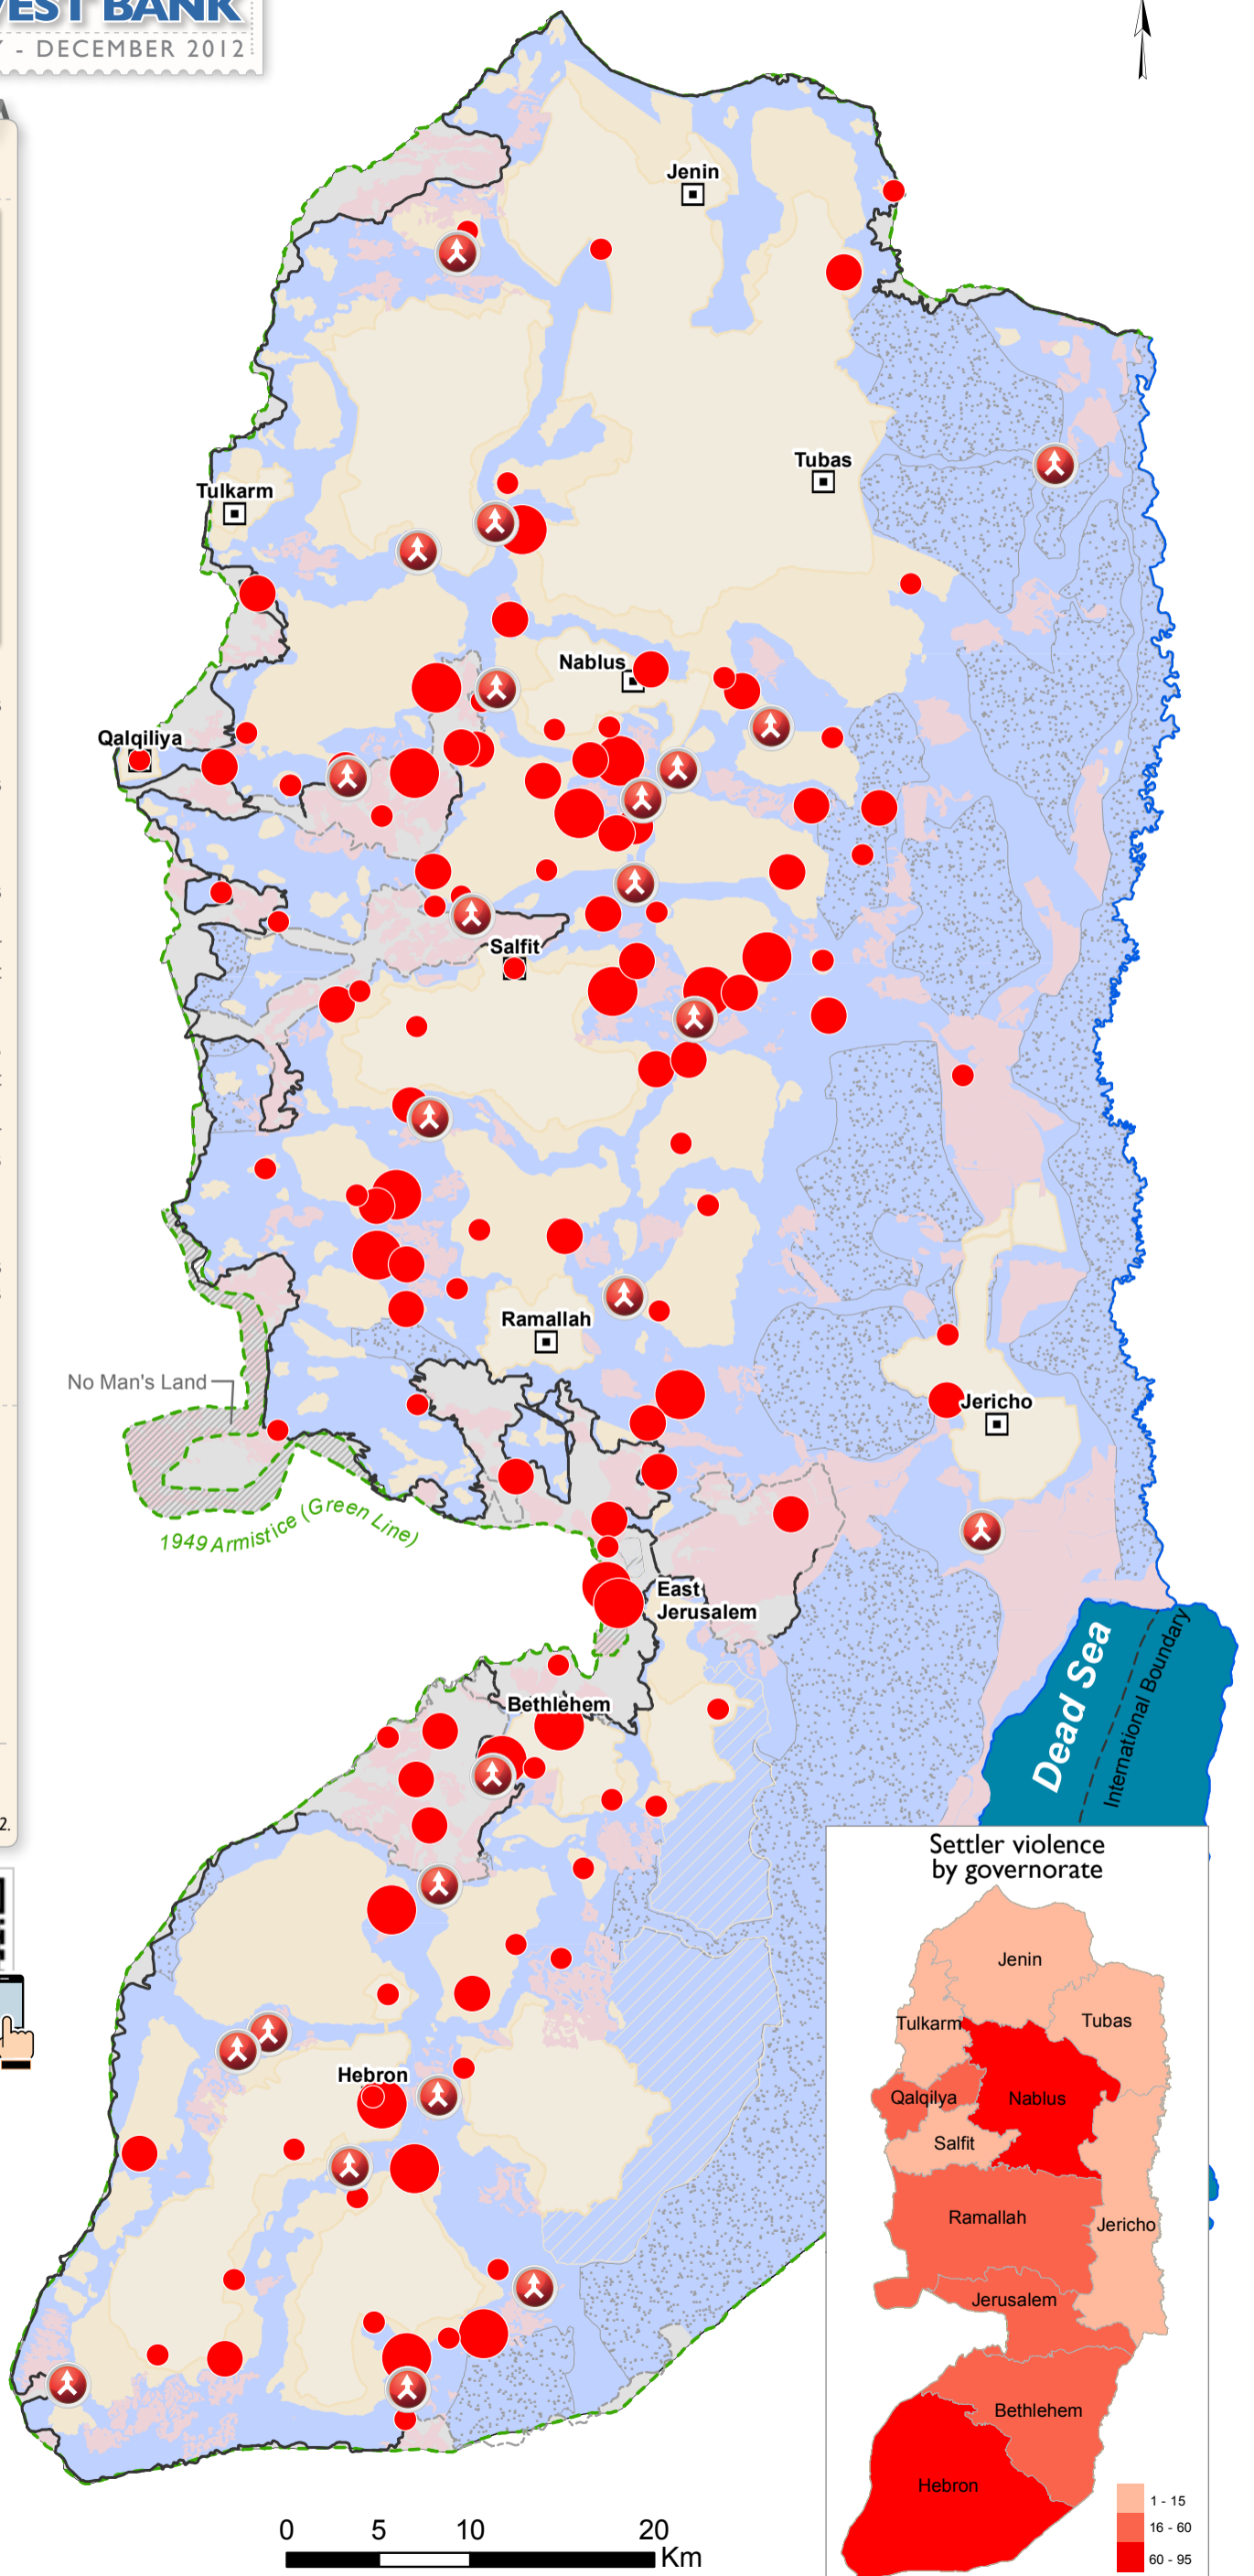 WEST BANK
- DECEMBER 2012
Jenin
Tubas
Tulkarm
Nablus
Qalqiliya
Salfit
Ramallah
No Man's Land
Jericho
1949 Armistice (Green Line)
East
Jerusalem
Bethlehem
Dead Sea
International Boundary
Hebron
2.
Settler violence
by governorate
Jenin
Tulkarm
Tubas
Qalqilya
Nablus
Salfit
Ramallah
Jericho
Jerusalem
Bethlehem
Hebron
1 - 15
16 - 60
60 - 95
0 5 10 20
Km